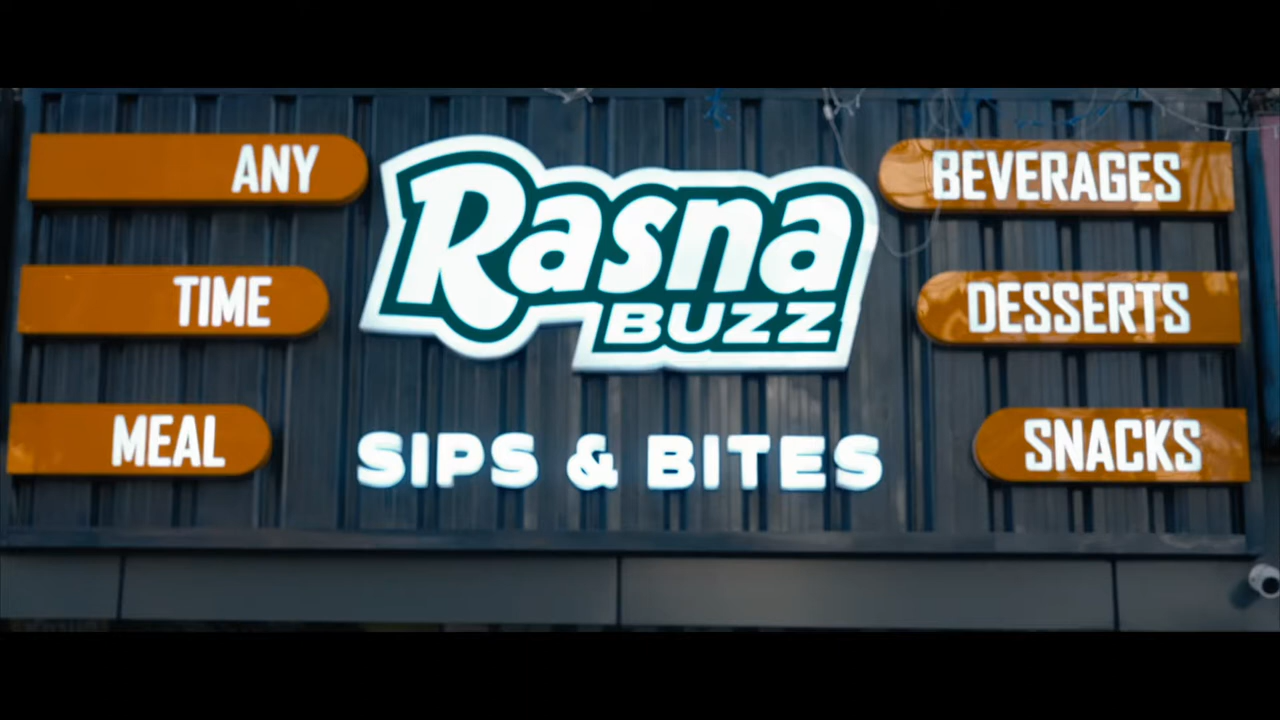 ANY
TIME
MEAL
Rasna
BUZZ
SIPS & BITES
BEVERAGES
DESSERTS
SNACKS